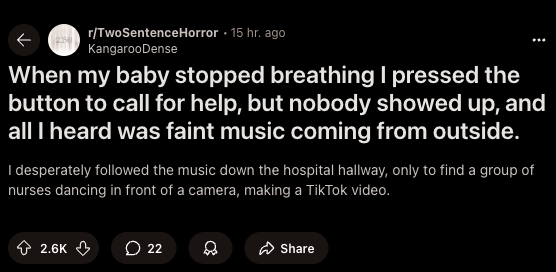 r/TwoSentenceHorror • 15 hr. ago
KangarooDense
When my baby stopped breathing I pressed the
button to call for help, but nobody showed up, and
all I heard was faint music coming from outside.
I desperately followed the music down the hospital hallway, only to find a group of
nurses dancing in front of a camera, making a TikTok video.
2.6K 22 Share